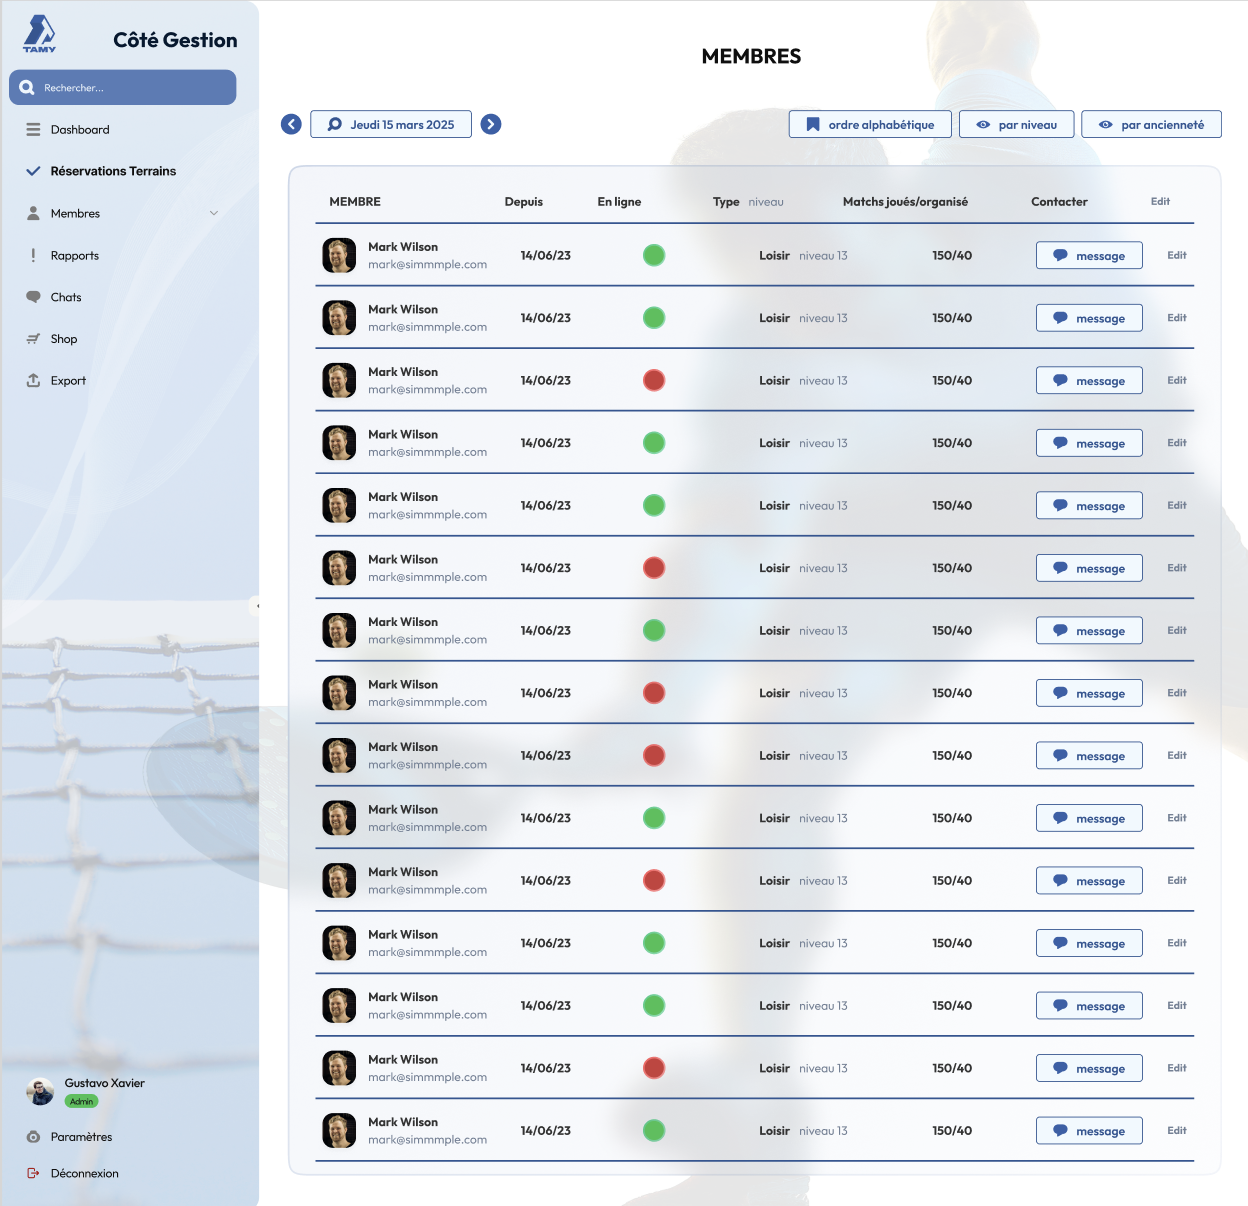 TAMY
Côté Gestion
Rechercher...
Dashboard
Réservations Terrains
Membres
Rapports
Chats
Shop
Export
Gustavo Xavier
Admin
Paramètres
Déconnexion
MEMBRES
Jeudi 15 mars 2025
ordre alphabétique
par niveau
par ancienneté
MEMBRE Depuis En ligne Type niveau Matchs joués/organisé Contacter Edit
Mark Wilson
mark@simmmple.com 14/06/23 Loisir niveau 13 150/40 message Edit
Mark Wilson
mark@simmmple.com 14/06/23 Loisir niveau 13 150/40 message Edit
Mark Wilson
mark@simmmple.com 14/06/23 Loisir niveau 13 150/40 message Edit
Mark Wilson
mark@simmmple.com 14/06/23 Loisir niveau 13 150/40 message Edit
Mark Wilson
mark@simmmple.com 14/06/23 Loisir niveau 13 150/40 message Edit
Mark Wilson
mark@simmmple.com 14/06/23 Loisir niveau 13 150/40 message Edit
Mark Wilson
mark@simmmple.com 14/06/23 Loisir niveau 13 150/40 message Edit
Mark Wilson
mark@simmmple.com 14/06/23 Loisir niveau 13 150/40 message Edit
Mark Wilson
mark@simmmple.com 14/06/23 Loisir niveau 13 150/40 message Edit
Mark Wilson
mark@simmmple.com 14/06/23 Loisir niveau 13 150/40 message Edit
Mark Wilson
mark@simmmple.com 14/06/23 Loisir niveau 13 150/40 message Edit
Mark Wilson
mark@simmmple.com 14/06/23 Loisir niveau 13 150/40 message Edit
Mark Wilson
mark@simmmple.com 14/06/23 Loisir niveau 13 150/40 message Edit
Mark Wilson
mark@simmmple.com 14/06/23 Loisir niveau 13 150/40 message Edit
Mark Wilson
mark@simmmple.com 14/06/23 Loisir niveau 13 150/40 message Edit